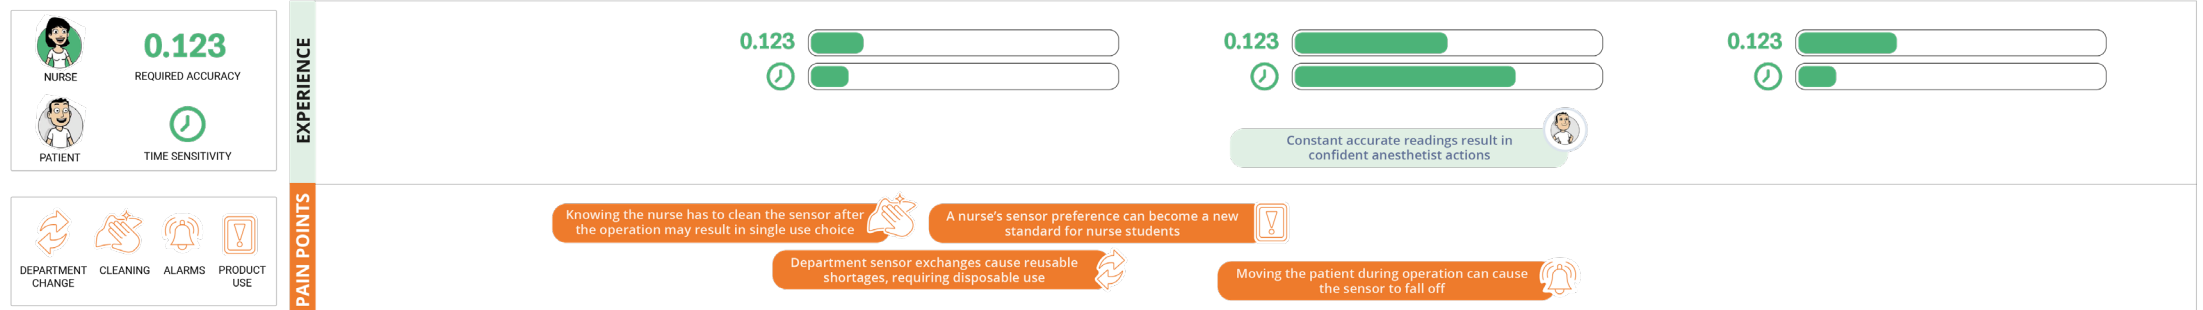 NURSE
0.123
REQUIRED ACCURACY
PATIENT
TIME SENSITIVITY
EXPERIENCE
0.123
0.123
0.123
Constant accurate readings result in
confident anesthetist actions
DEPARTMENT
CHANGE
CLEANING
ALARMS
PRODUCT
USE
PAIN POINTS
Knowing the nurse has to clean the sensor after
the operation may result in single use choice
A nurse's sensor preference can become a new
standard for nurse students
Department sensor exchanges cause reusable
shortages, requiring disposable use
Moving the patient during operation can cause
the sensor to fall off